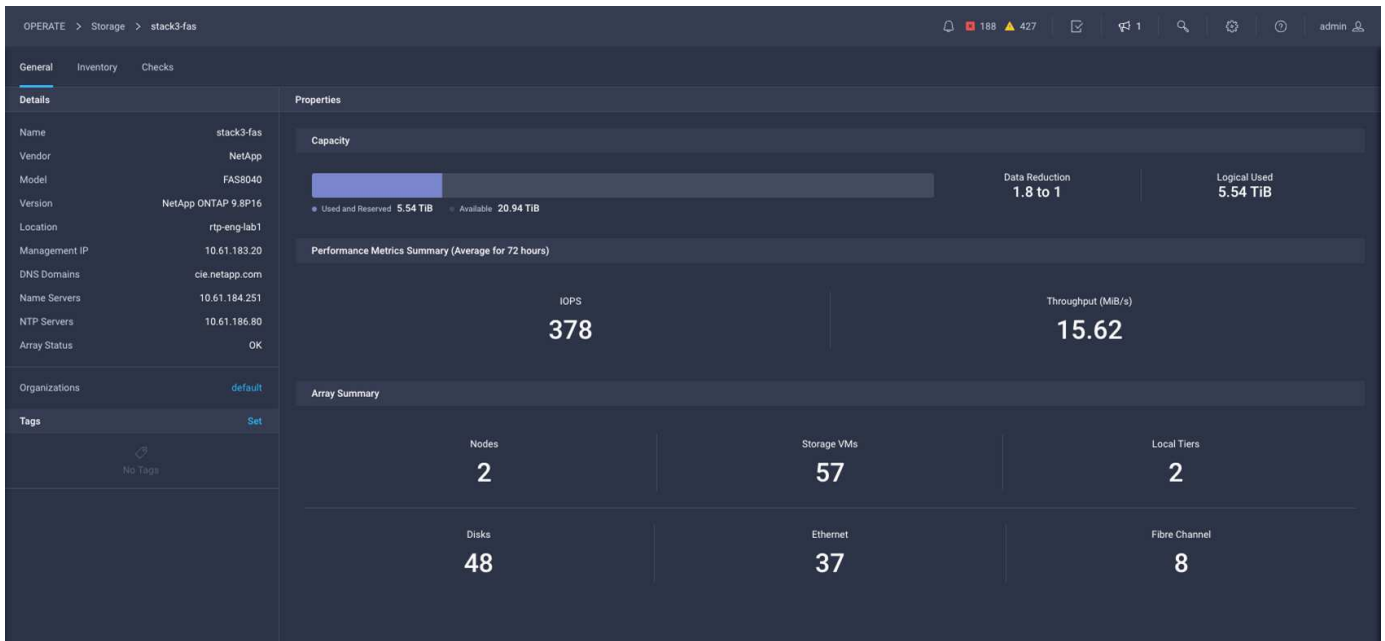 OPERATE > Storage > stack3-fas
188 427 1 admin
General Inventory Checks
Details
Name stack3-fas
Vendor NetApp
Model FAS8040
Version NetApp ONTAP 9.8P16
Location rtp-eng-lab1
Management IP 10.61.183.20
DNS Domains cie.netapp.com
Name Servers 10.61.184.251
NTP Servers 10.61.186.80
Array Status OK
Organizations default
Tags Set
No Tags
Properties
Capacity
Used and Reserved 5.54 TiB Available 20.94 TiB
Data Reduction
1.8 to 1
Logical Used
5.54 TiB
Performance Metrics Summary (Average for 72 hours)
IOPS
378
Throughput (MiB/s)
15.62
Array Summary
Nodes
2
Storage VMs
57
Local Tiers
2
Disks
48
Ethernet
37
Fibre Channel
8